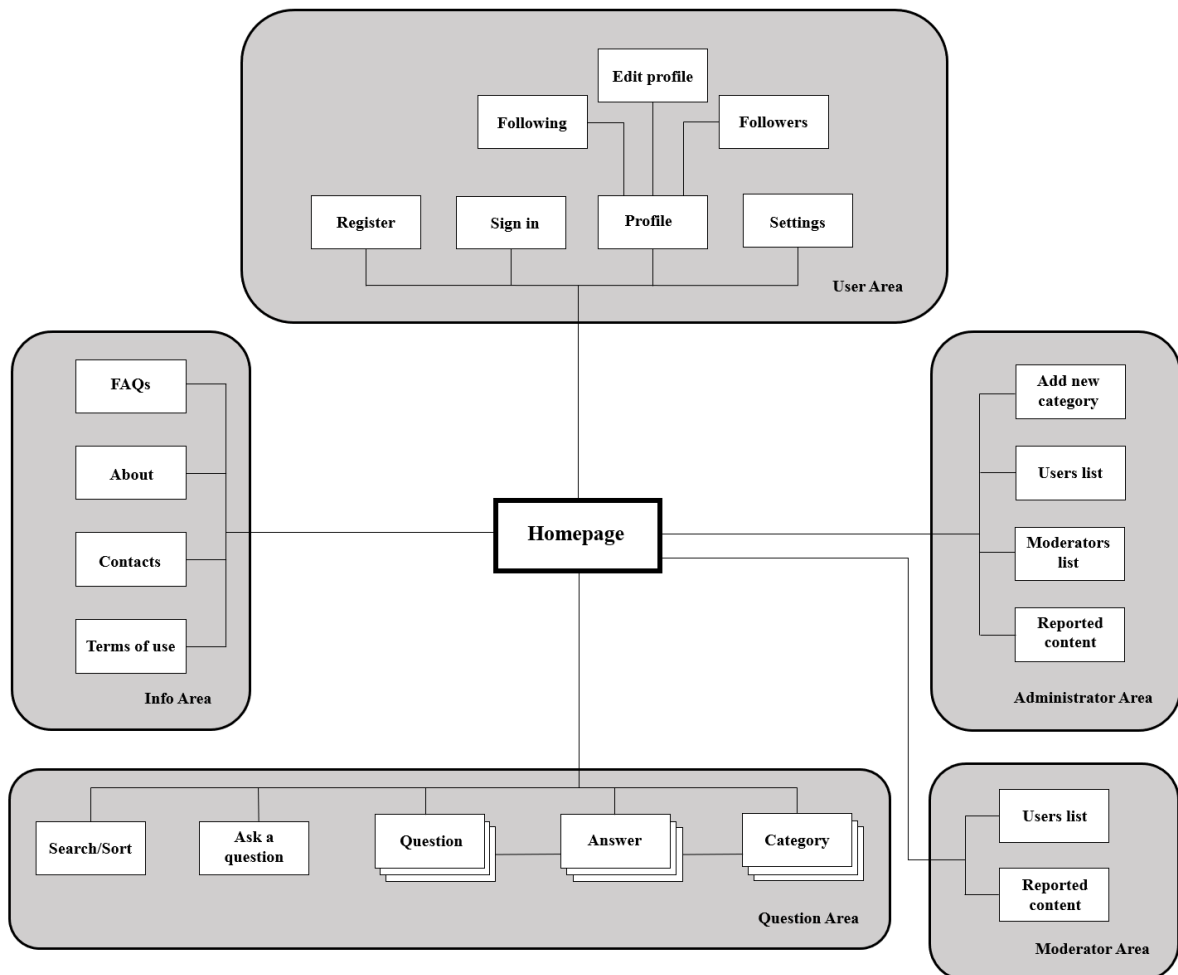 Edit profile
Following
Followers
Register
Sign in
Profile
Settings
User Area
FAQs
About
Contacts
Terms of use
Info Area
Homepage
Add new
category
Users list
Moderators
list
Reported
content
Administrator Area
Search/Sort
Ask a
question
Question
Answer
Category
Question Area
Users list
Reported
content
Moderator Area